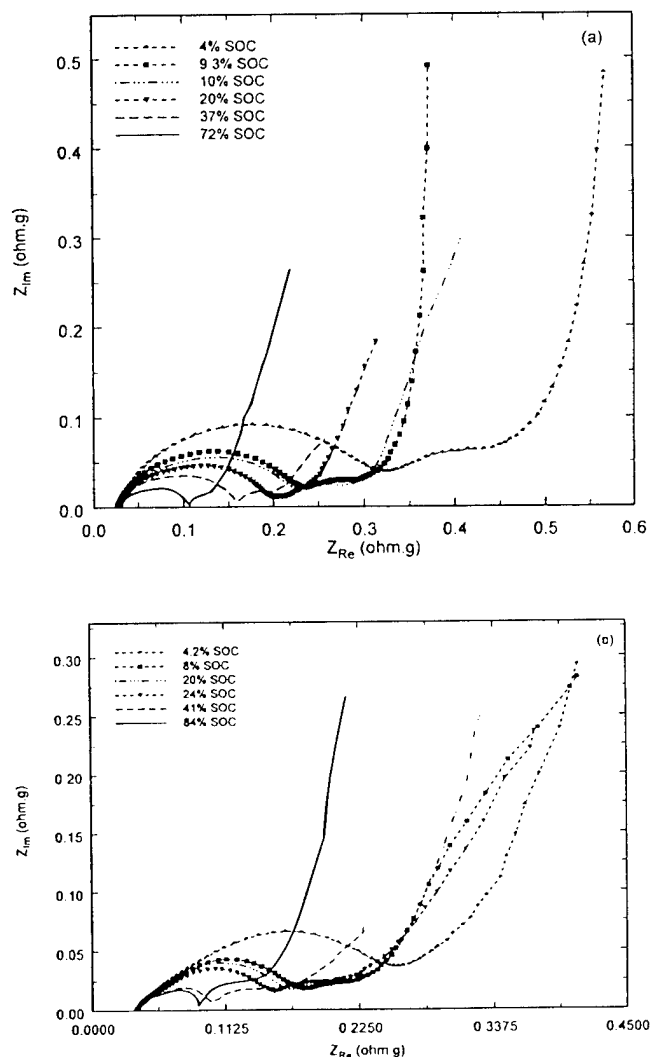 (a)
4% SOC
9 3% SOC
10% SOC
20% SOC
37% SOC
72% SOC
0.5
0.4
0.3
0.2
0.1
0.0
Z_Im (ohm.g)
0.0 0.1 0.2 0.3 0.4 0.5 0.6
Z_Re (ohm.g)
4.2% SOC
8% SOC
20% SOC
24% SOC
41% SOC
84% SOC
0.30
0.25
0.20
0.15
0.10
0.05
0.00
Z_Im (ohm.g)
0.0000 0.1125 0.2250 0.3375 0.4500
Z_Re (ohm.g)